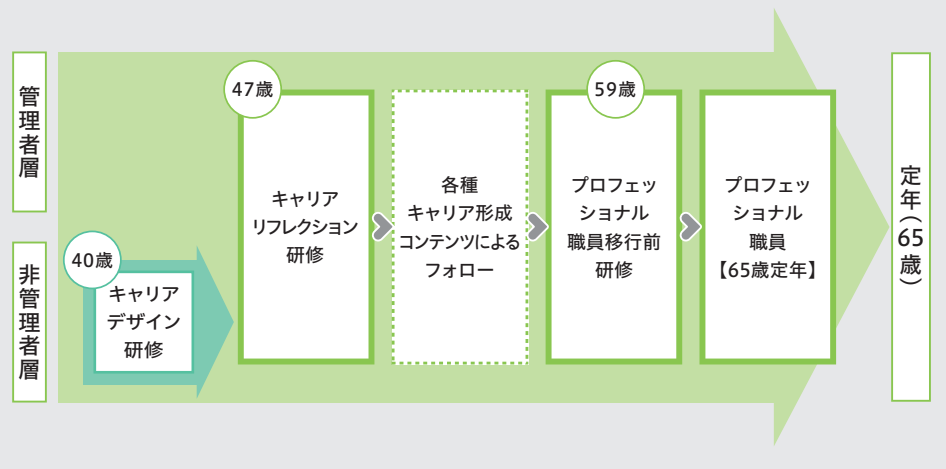 管理者層
非管理者層
40歳
キャリア
デザイン
研修
47歳
キャリア
リフレクション
研修
各種
キャリア形成
コンテンツによる
フォロー
59歳
プロフェッ
ショナル
職員移行前
研修
プロフェッ
ショナル
職員
【65歳定年】
定年(65歳)